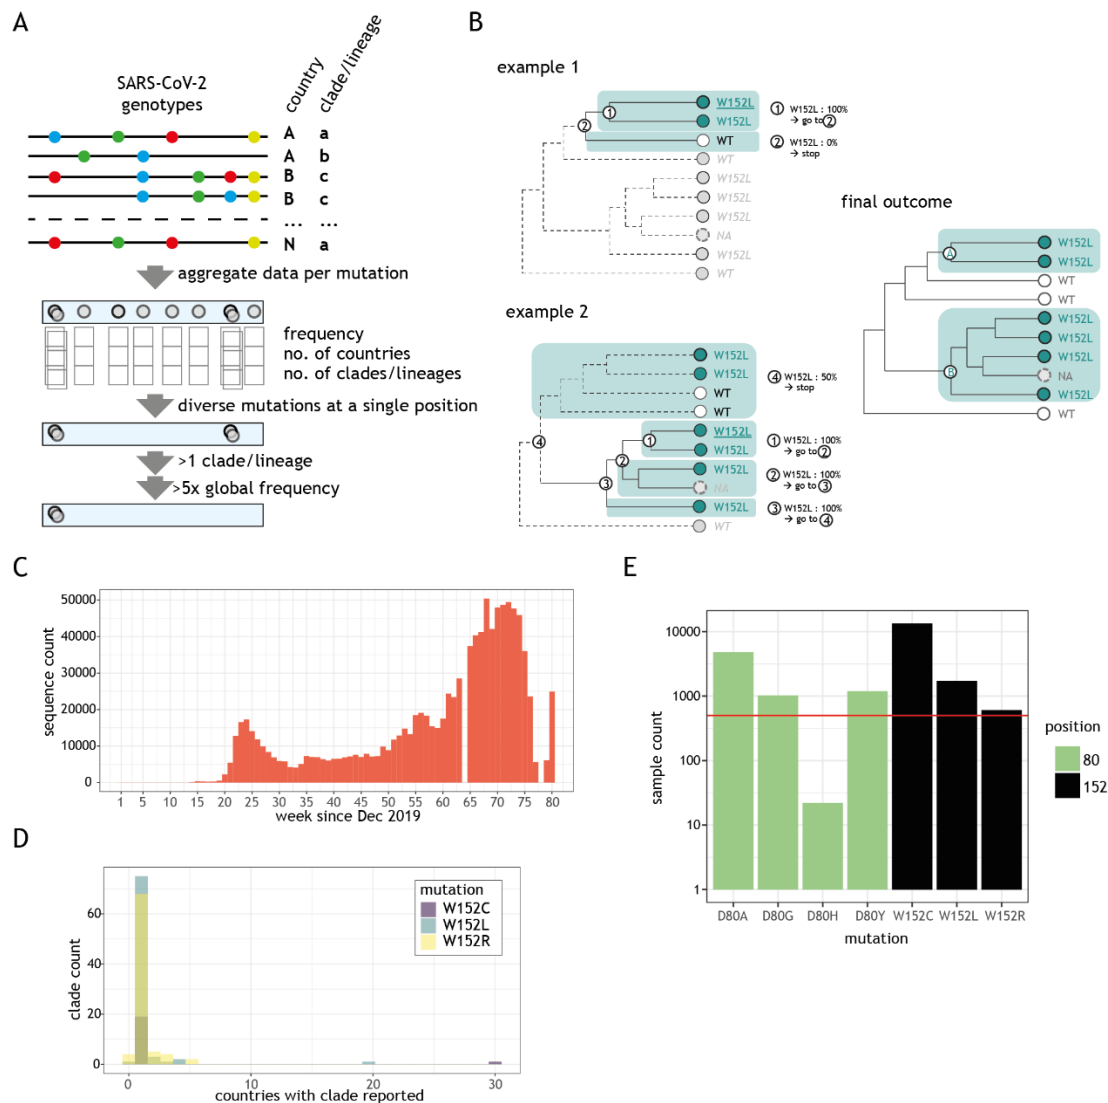 A
SARS-CoV-2
genotypes
country
clade/lineage
A a
A b
B c
B c
... ...
N a
aggregate data per mutation
frequency
no. of countries
no. of clades/lineages
diverse mutations at a single position
>1 clade/lineage
>5x global frequency
B
example 1
W152L
W152L
WT
WT
W152L
W152L
W152L
NA
W152L
WT
1
2
1 W152L : 100%
→ go to 2
2 W152L : 0%
→ stop
example 2
W152L
W152L
WT
WT
W152L
W152L
W152L
NA
W152L
WT
1
2
3
4
4 W152L : 50%
→ stop
1 W152L : 100%
→ go to 2
2 W152L : 100%
→ go to 3
3 W152L : 100%
→ go to 4
final outcome
A
B
W152L
W152L
WT
WT
W152L
W152L
W152L
NA
W152L
WT
C
sequence count
50000
40000
30000
20000
10000
0
1 5 10 15 20 25 30 35 40 45 50 55 60 65 70 75 80
week since Dec 2019
D
clade count
60
40
20
0
mutation
W152C
W152L
W152R
0 10 20 30
countries with clade reported
E
sample count
10000
1000
100
10
1
D80A D80G D80H D80Y W152C W152L W152R
mutation
position
80
152